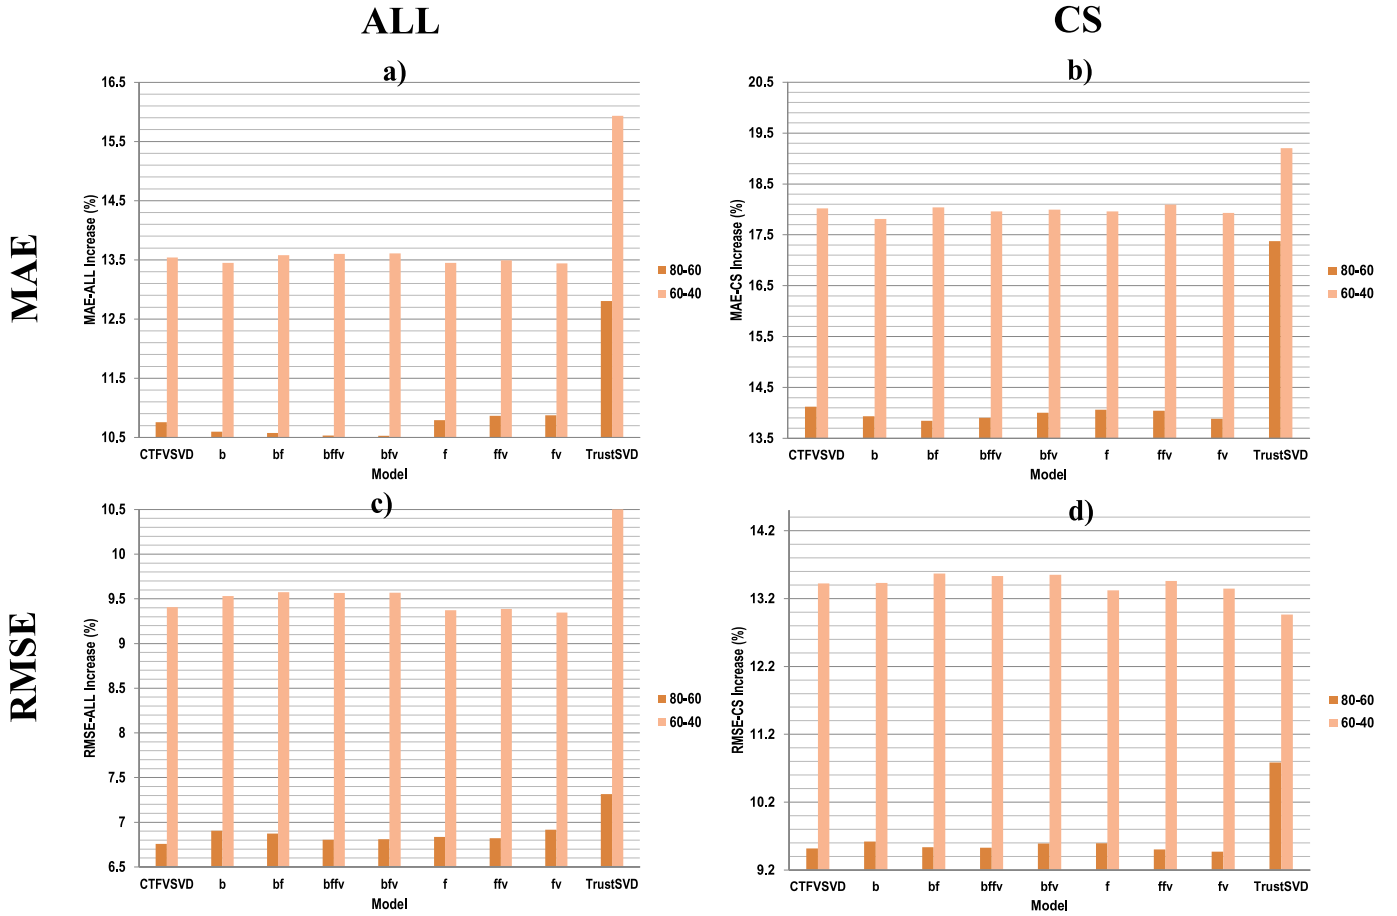 ALL
CS
MAE
RMSE
a)
16.5
15.5
14.5
13.5
12.5
11.5
10.5
MAE-ALL Increase (%)
CTFVSVD b bf bffv bfv f ffv fv TrustSVD
Model
80-60
60-40
b)
20.5
19.5
18.5
17.5
16.5
15.5
14.5
13.5
MAE-CS Increase (%)
CTFVSVD b bf bffv bfv f ffv fv TrustSVD
Model
80-60
60-40
c)
10.5
10
9.5
9
8.5
8
7.5
7
6.5
RMSE-ALL Increase (%)
CTFVSVD b bf bffv bfv f ffv fv TrustSVD
Model
80-60
60-40
d)
14.2
13.2
12.2
11.2
10.2
9.2
RMSE-CS Increase (%)
CTFVSVD b bf bffv bfv f ffv fv TrustSVD
Model
80-60
60-40